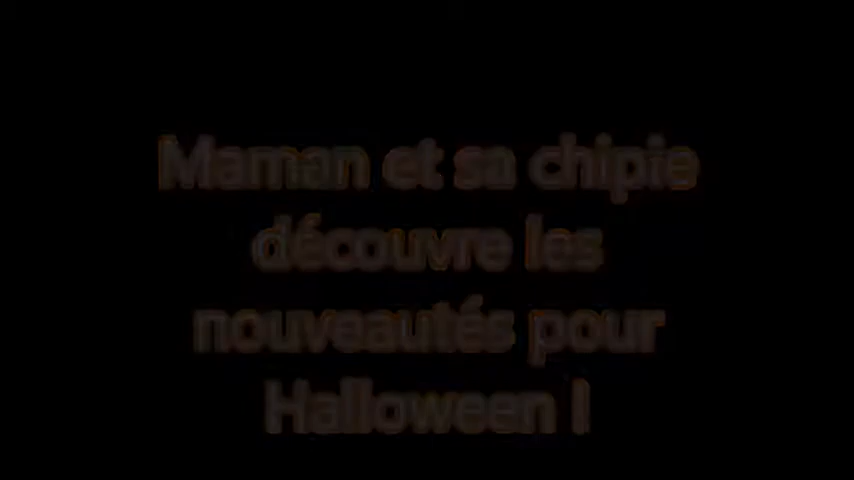 Maman et sa chipie
découvre les
nouveautés pour
Halloween !